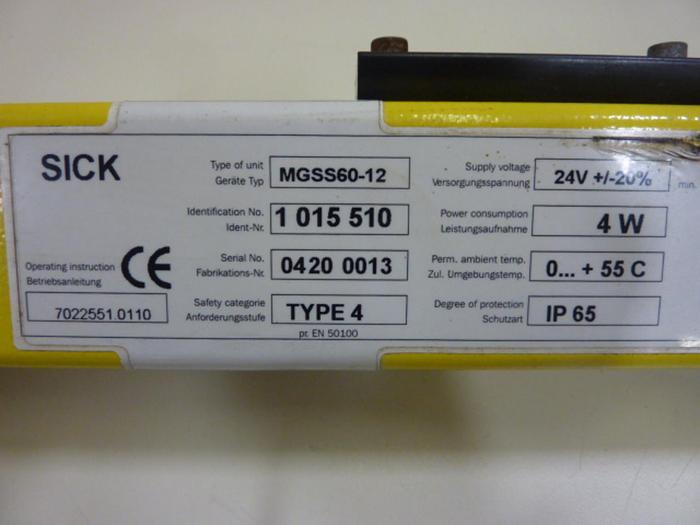 SICK
Type of unit
Geräte Typ
MGSS60-12
Identification No.
Ident-Nr.
1 015 510
Serial No.
Fabrikations-Nr.
0420 0013
Safety categorie
Anforderungsstufe
TYPE 4
pr. EN 50100
Operating instruction
Betriebsanleitung
CE
7022551.0110
Supply voltage
Versorgungsspannung
24V +/-20%
min.
Power consumption
Leistungsaufnahme
4 W
Perm. ambient temp.
Zul. Umgebungstemp.
0... + 55 C
Degree of protection
Schutzart
IP 65